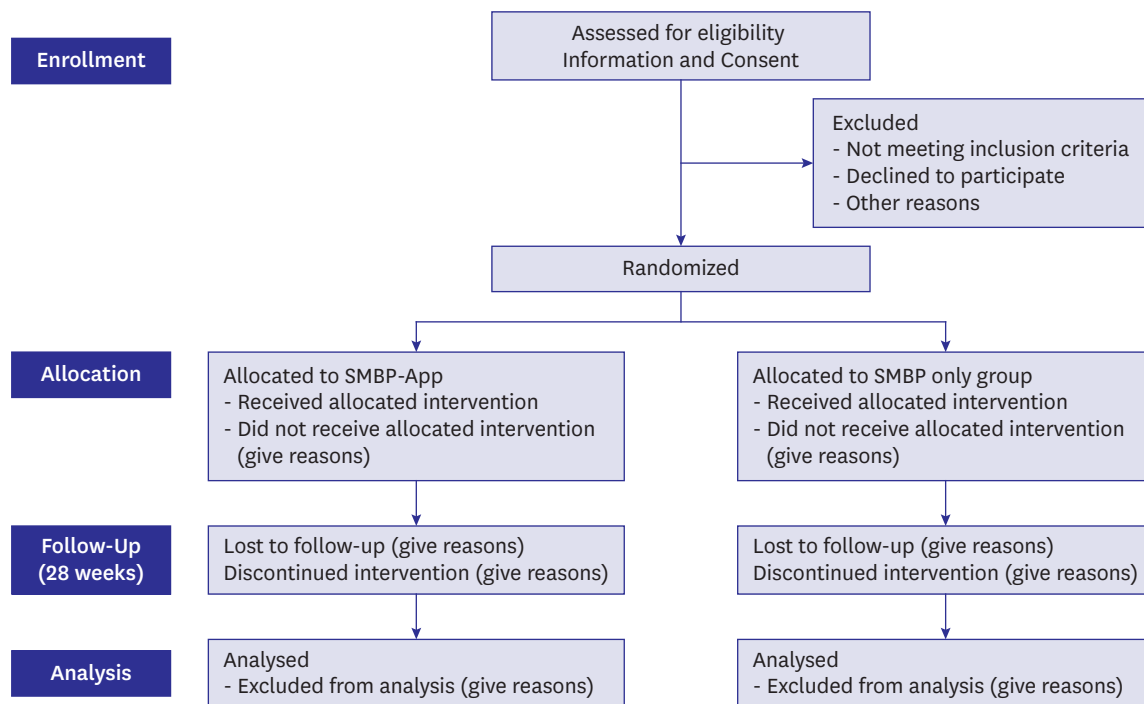 Enrollment
Assessed for eligibility
Information and Consent
Excluded
- Not meeting inclusion criteria
- Declined to participate
- Other reasons
Randomized
Allocation
Allocated to SMBP-App
- Received allocated intervention
- Did not receive allocated intervention
(give reasons)
Allocated to SMBP only group
- Received allocated intervention
- Did not receive allocated intervention
(give reasons)
Follow-Up
(28 weeks)
Lost to follow-up (give reasons)
Discontinued intervention (give reasons)
Lost to follow-up (give reasons)
Discontinued intervention (give reasons)
Analysis
Analysed
- Excluded from analysis (give reasons)
Analysed
- Excluded from analysis (give reasons)